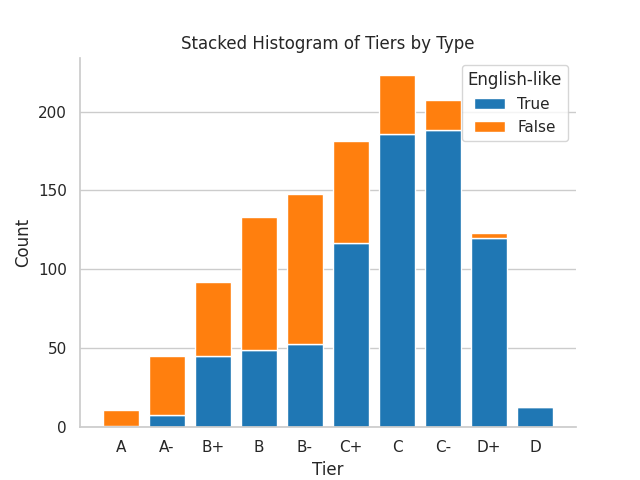 Stacked Histogram of Tiers by Type
English-like
True
False
200
150
100
50
0
Count
A A- B+ B B- C+ C C- D+ D
Tier